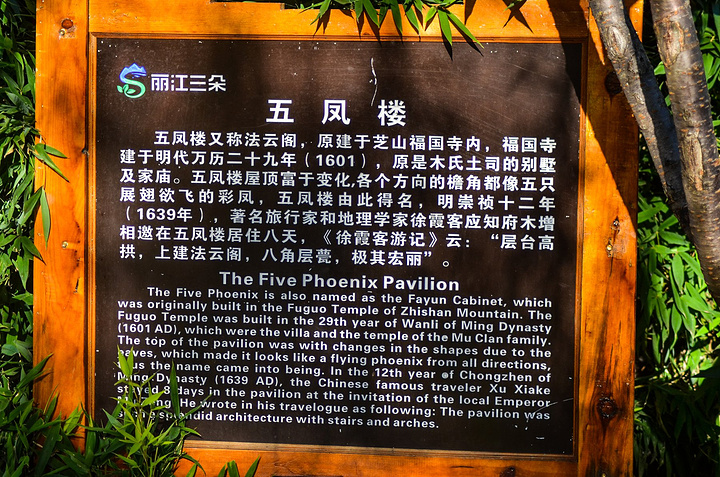 丽江三朵
五凤楼
五凤楼又称法云阁，原建于芝山福国寺内，福国寺
建于明代万历二十九年（1601），原是木氏土司的别墅
及家庙。五凤楼屋顶富于变化,各个方向的檐角都像五只
展翅欲飞的彩凤，五凤楼由此得名，明崇祯十二年
（1639年），著名旅行家和地理学家徐霞客应知府木增
相邀在五凤楼居住八天，《徐霞客游记》云：“层台高
拱，上建法云阁，八角层甍，极其宏丽”。
The Five Phoenix Pavilion
The Five Phoenix is also named as the Fayun Cabinet, which
was originally built in the Fuguo Temple of Zhishan Mountain. The
Fuguo Temple was built in the 29th year of Wanli of Ming Dynasty
(1601 AD), which were the villa and the temple of the Mu Clan family.
The top of the pavilion was with changes in the shapes due to the
eaves, which made it looks like a flying phoenix from all directions,
thus the name came into being. In the 12th year of Chongzhen of
Ming Dynasty (1639 AD), the Chinese famous traveler Xu Xiake
stayed 8 days in the pavilion at the invitation of the local Emperor
He wrote in his travelogue as following: The pavilion was
splendid architecture with stairs and arches.